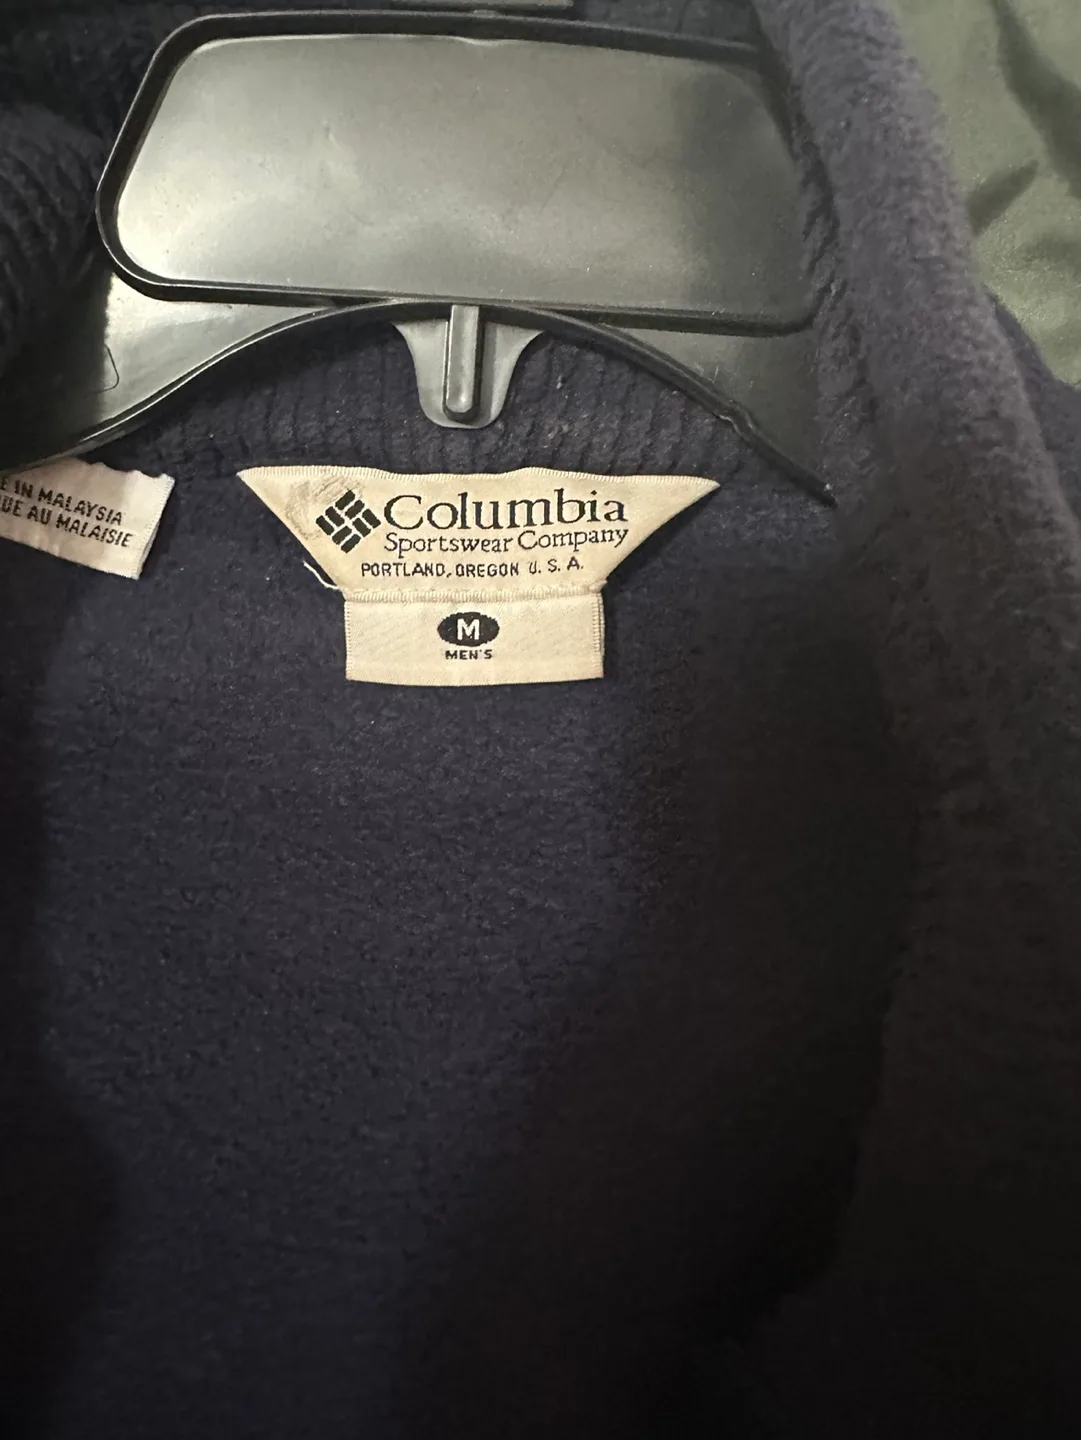 E IN MALAYSIA
UE AU MALAISIE
Columbia
Sportswear Company
PORTLAND, OREGON U. S. A.
M
MEN'S